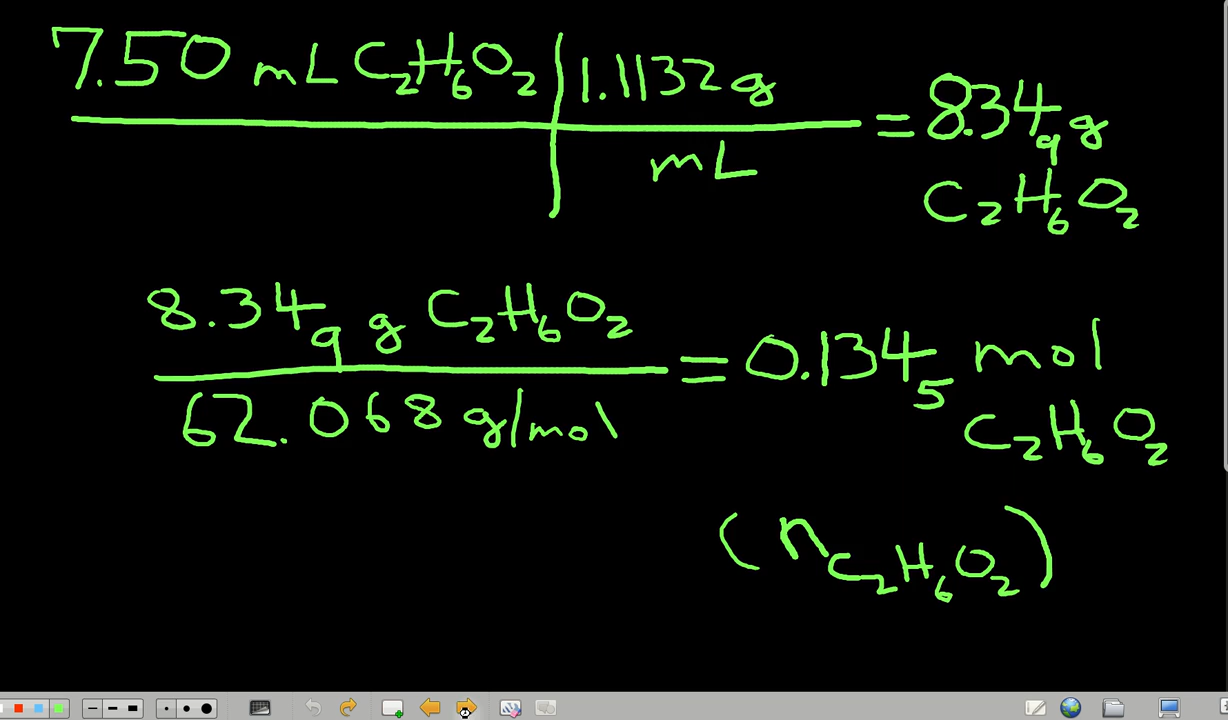 7.50 mL C₂H₆O₂ | 1.1132 g
mL
= 8.34₉ g
C₂H₆O₂
8.34₉ g C₂H₆O₂
62.068 g/mol
= 0.134₅ mol
C₂H₆O₂
(n C₂H₆O₂)